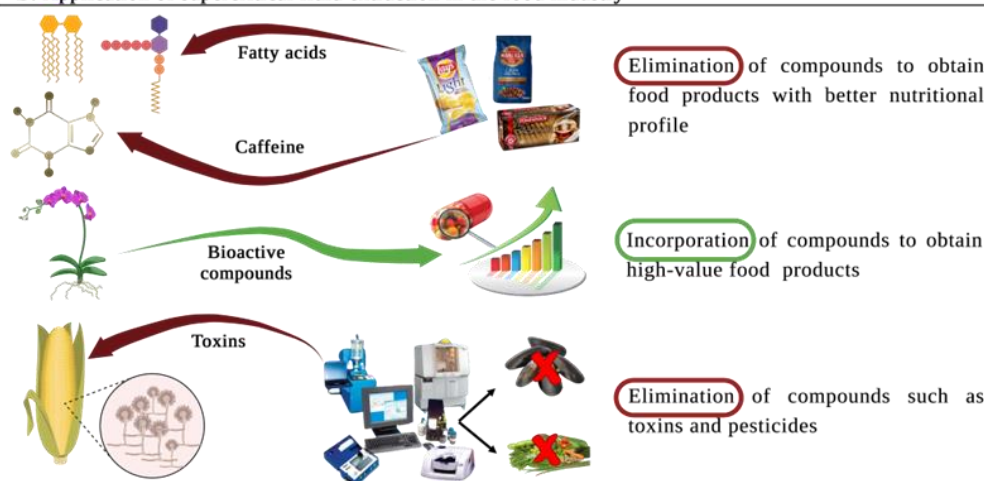 Fatty acids
Elimination of compounds to obtain
food products with better nutritional
profile
Light
Caffeine
Bioactive
compounds
Incorporation of compounds to obtain
high-value food products
Toxins
Elimination of compounds such as
toxins and pesticides